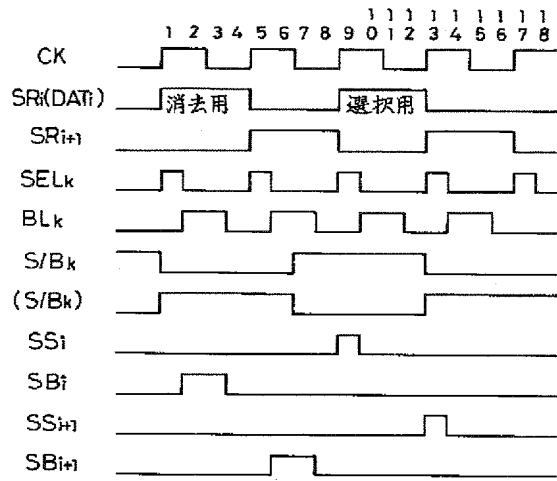 1 2 3 4 5 6 7 8 9 10 11 12 13 14 15 16 17 18
CK
SRi(DATi) 消去用 選択用
SRi+1
SELk
BLk
S/Bk
(S/Bk)
SSi
SBi
SSi+1
SBi+1